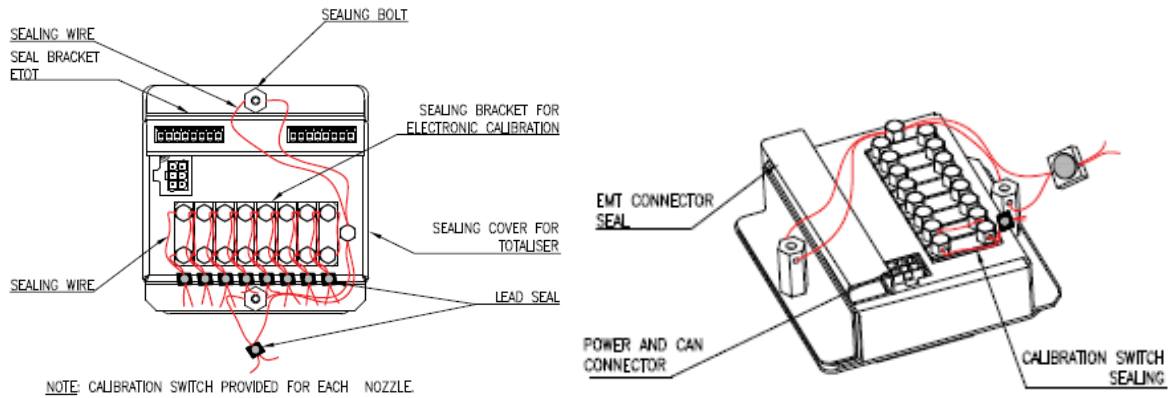 SEALING BOLT
SEALING WIRE
SEAL BRACKET
ETOT
SEALING BRACKET FOR
ELECTRONIC CALIBRATION
SEALING COVER FOR
TOTALISER
SEALING WIRE
LEAD SEAL
NOTE: CALIBRATION SWITCH PROVIDED FOR EACH NOZZLE.
EMT CONNECTOR
SEAL
POWER AND CAN
CONNECTOR
CALIBRATION SWITCH
SEALING